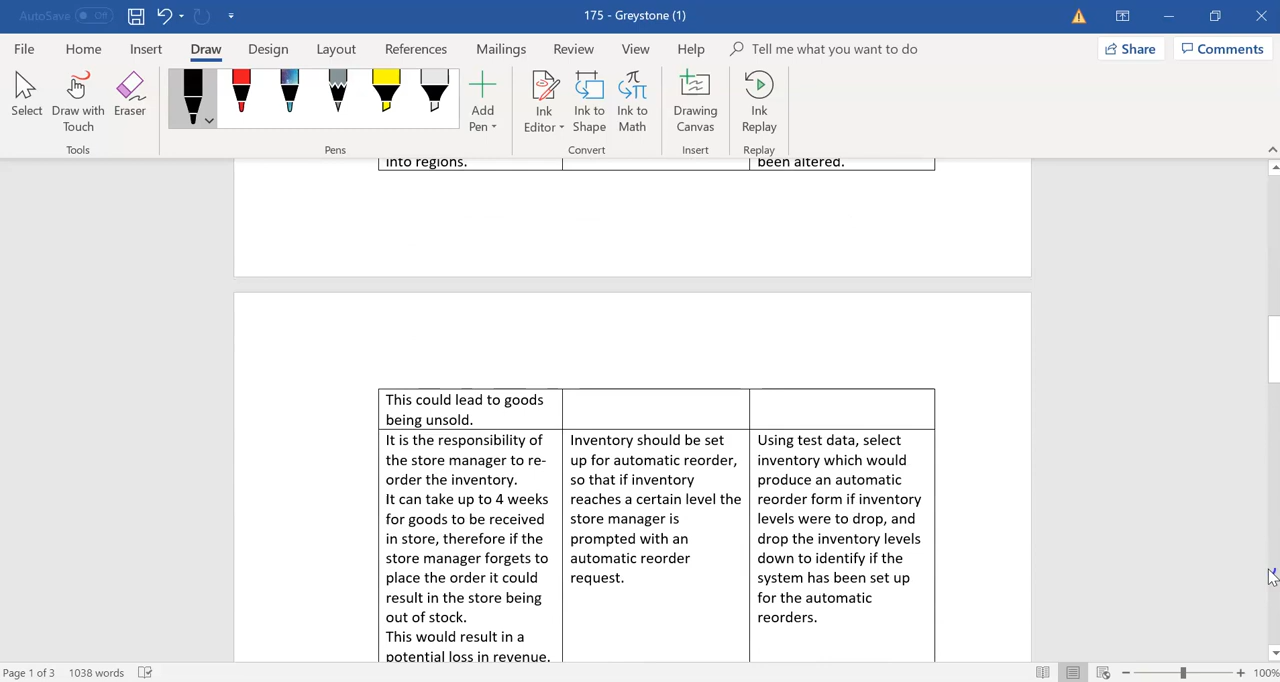 AutoSave Off
175 - Greystone (1)
File Home Insert Draw Design Layout References Mailings Review View Help Tell me what you want to do Share Comments
Select Draw with Touch Eraser Add Pen Ink Editor Ink to Shape Ink to Math Drawing Canvas Ink Replay
Tools Pens Convert Insert Replay
into regions.
been altered.
This could lead to goods
being unsold.
It is the responsibility of
the store manager to re-
order the inventory.
It can take up to 4 weeks
for goods to be received
in store, therefore if the
store manager forgets to
place the order it could
result in the store being
out of stock.
This would result in a
potential loss in revenue.
Inventory should be set
up for automatic reorder,
so that if inventory
reaches a certain level the
store manager is
prompted with an
automatic reorder
request.
Using test data, select
inventory which would
produce an automatic
reorder form if inventory
levels were to drop, and
drop the inventory levels
down to identify if the
system has been set up
for the automatic
reorders.
Page 1 of 3 1038 words 100%